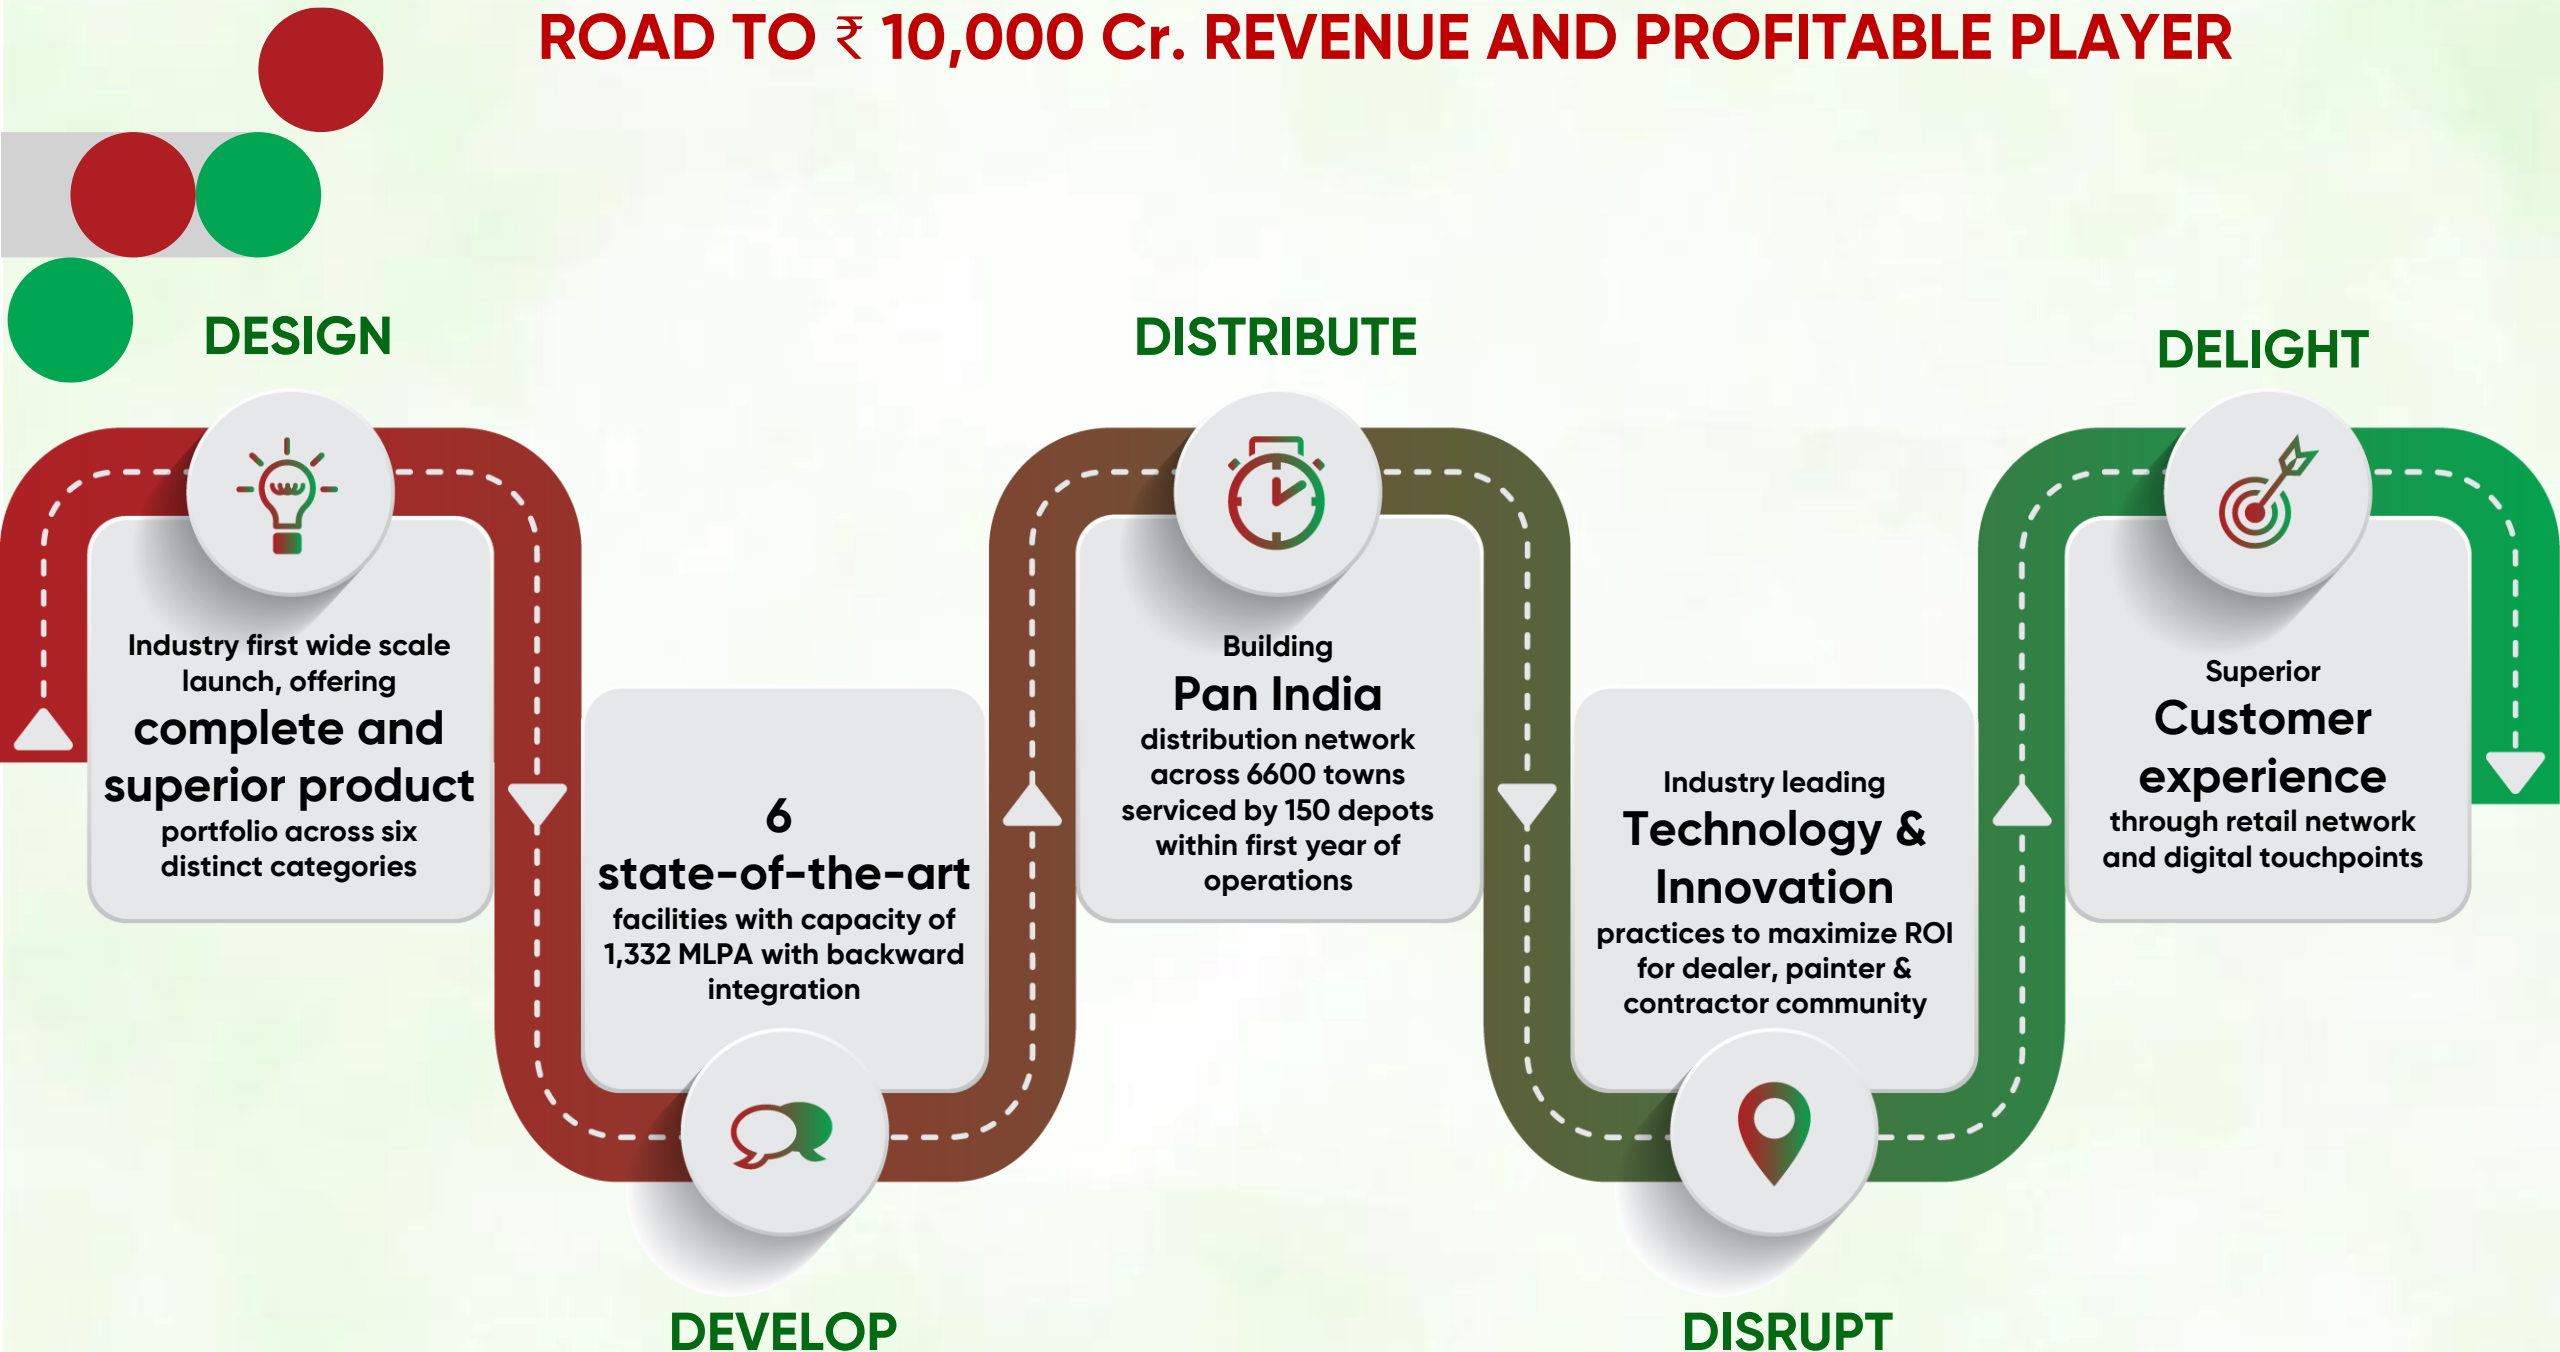 ROAD TO ₹ 10,000 Cr. REVENUE AND PROFITABLE PLAYER
DESIGN
Industry first wide scale
launch, offering
complete and
superior product
portfolio across six
distinct categories
6
state-of-the-art
facilities with capacity of
1,332 MLPA with backward
integration
DEVELOP
DISTRIBUTE
Building
Pan India
distribution network
across 6600 towns
serviced by 150 depots
within first year of
operations
Industry leading
Technology &
Innovation
practices to maximize ROI
for dealer, painter &
contractor community
DISRUPT
DELIGHT
Superior
Customer
experience
through retail network
and digital touchpoints